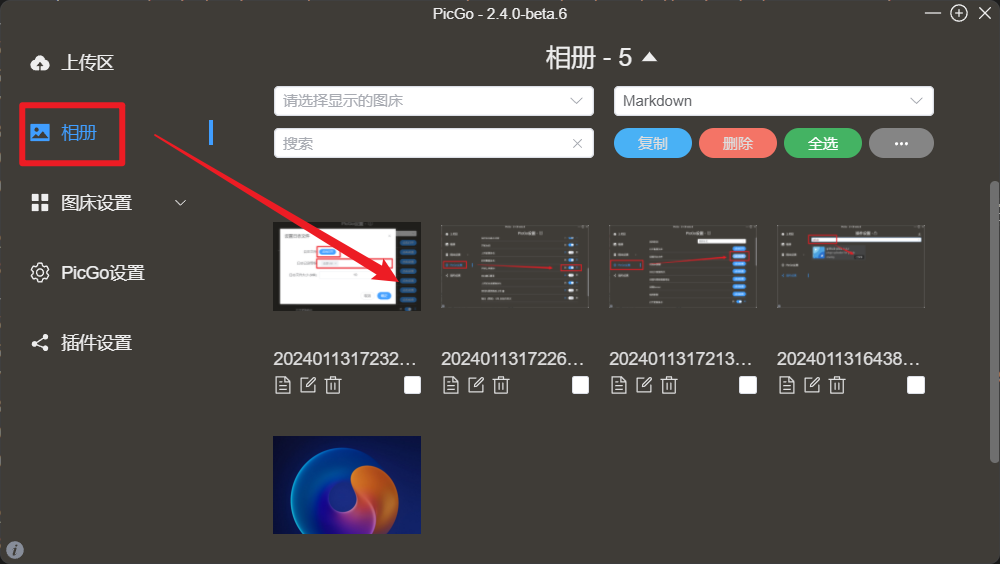 PicGo - 2.4.0-beta.6
上传区
相册
图床设置
PicGo设置
插件设置
相册 - 5
请选择显示的图床
Markdown
搜索
复制
删除
全选
...
2024011317232...
2024011317226...
2024011317213...
2024011316438...